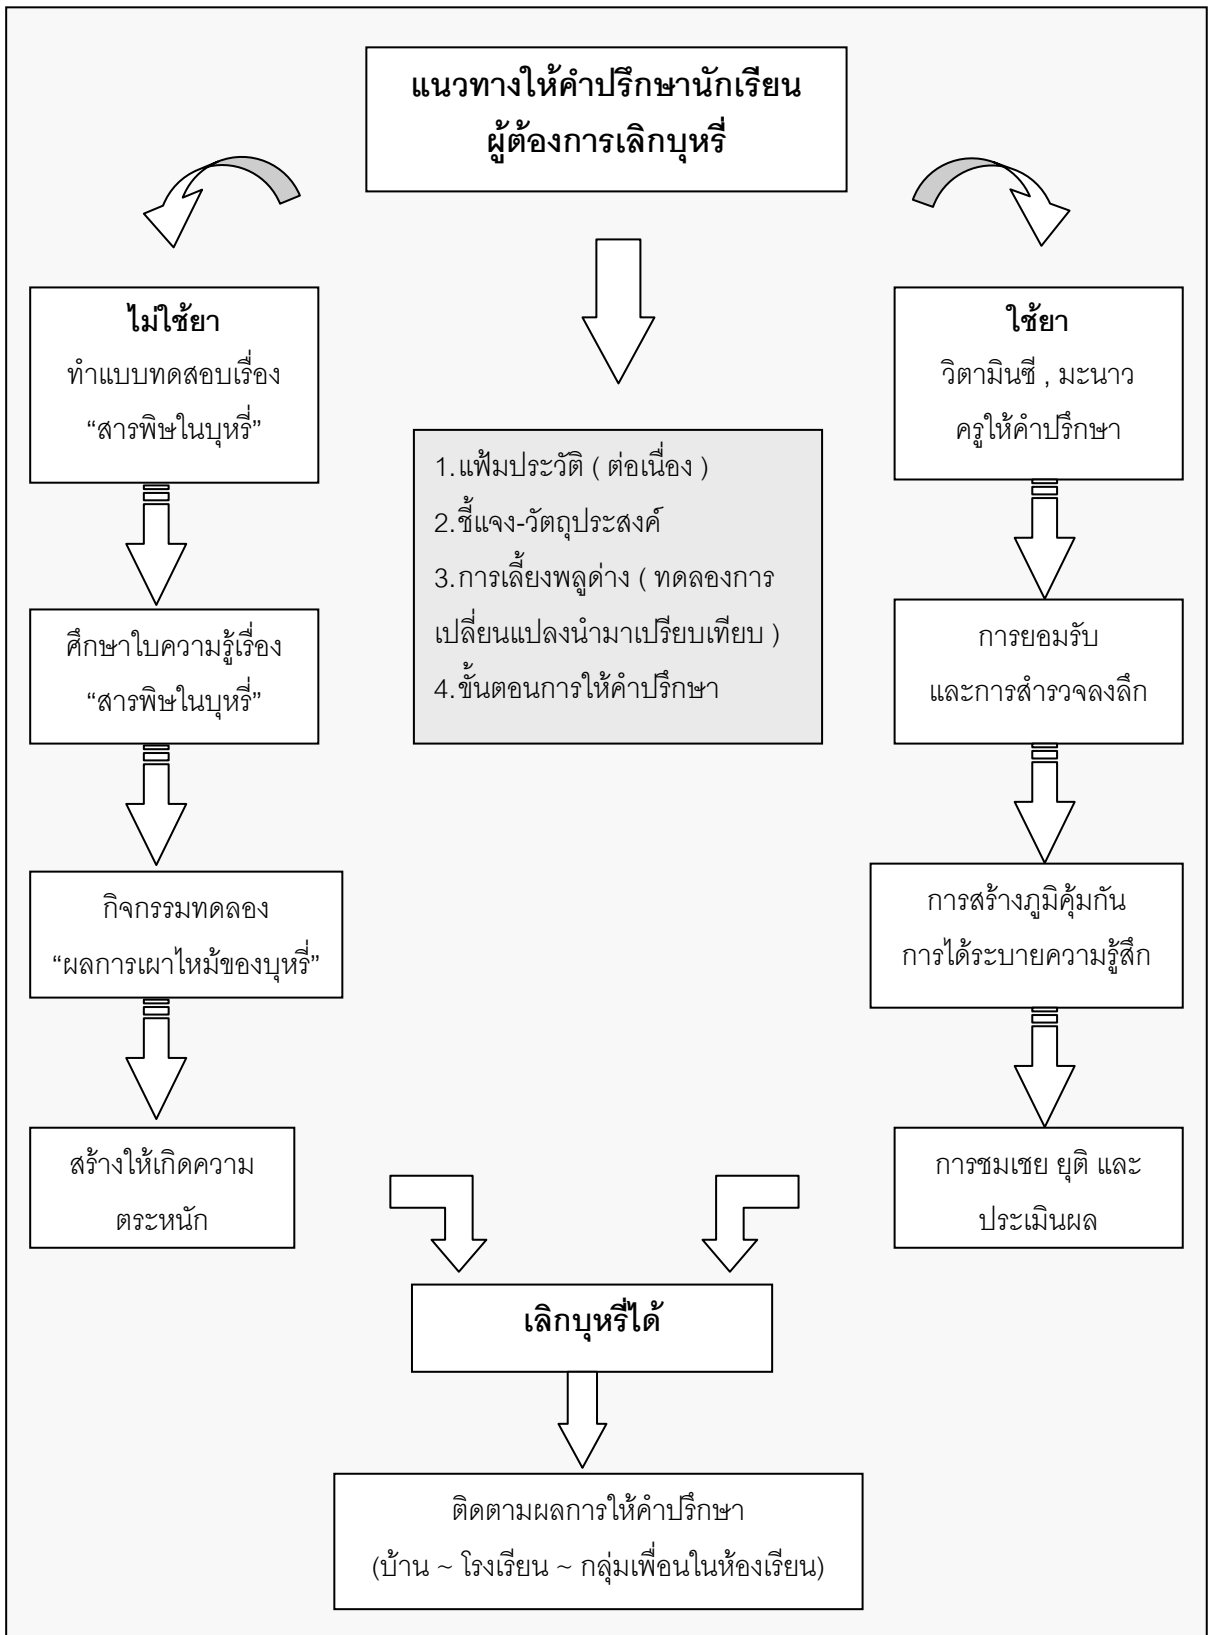 แนวทางให้คำปรึกษานักเรียน
ผู้ต้องการเลิกบุหรี่
ไม่ใช้ยา
ทำแบบทดสอบเรื่อง
“สารพิษในบุหรี่”
ศึกษาใบความรู้เรื่อง
“สารพิษในบุหรี่”
กิจกรรมทดลอง
“ผลการเผาไหม้ของบุหรี่”
สร้างให้เกิดความ
ตระหนัก
1.แฟ้มประวัติ ( ต่อเนื่อง )
2.ชี้แจง-วัตถุประสงค์
3.การเลี้ยงพลูด่าง ( ทดลองการ
เปลี่ยนแปลงนำมาเปรียบเทียบ )
4.ขั้นตอนการให้คำปรึกษา
ใช้ยา
วิตามินซี , มะนาว
ครูให้คำปรึกษา
การยอมรับ
และการสำรวจลงลึก
การสร้างภูมิคุ้มกัน
การได้ระบายความรู้สึก
การชมเชย ยุติ และ
ประเมินผล
เลิกบุหรี่ได้
ติดตามผลการให้คำปรึกษา
(บ้าน ~ โรงเรียน ~ กลุ่มเพื่อนในห้องเรียน)